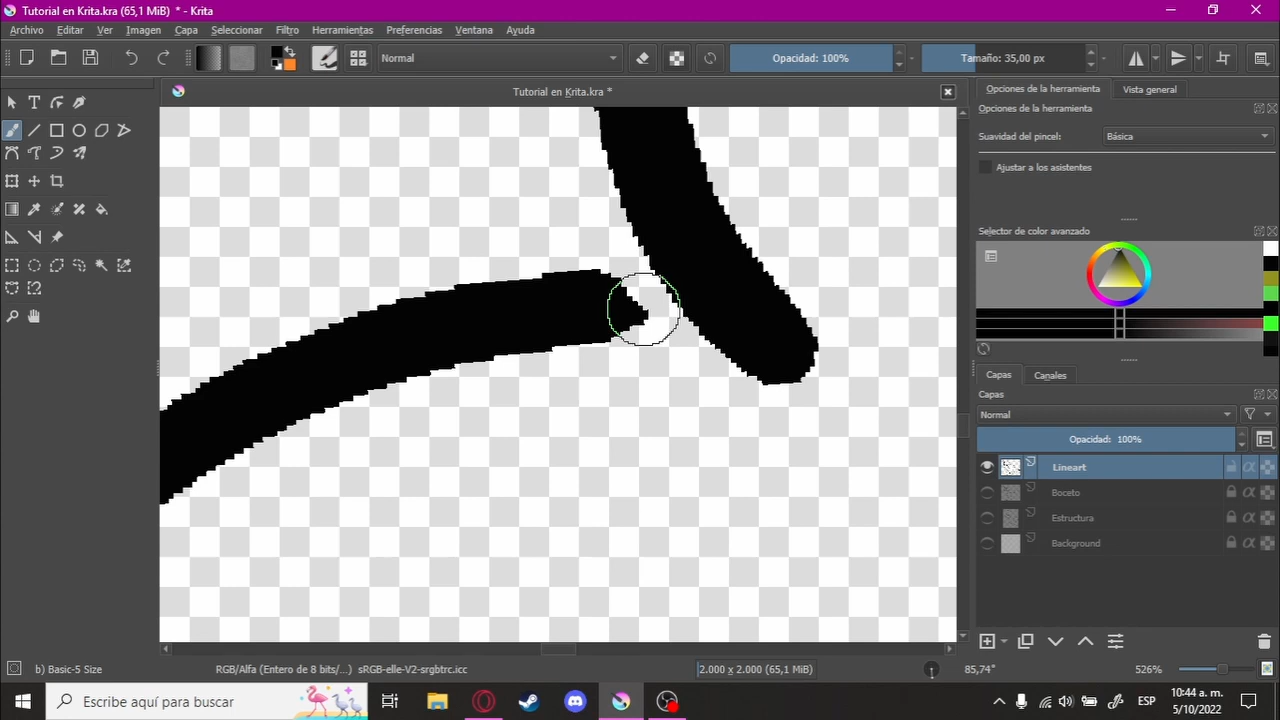 Tutorial en Krita.kra (65,1 MiB) * - Krita
Archivo Editar Ver Imagen Capa Seleccionar Filtro Herramientas Preferencias Ventana Ayuda
Normal Opacidad: 100% Tamaño: 35,00 px
Tutorial en Krita.kra *
Opciones de la herramienta Vista general
Opciones de la herramienta
Suavidad del pincel: Básica
Ajustar a los asistentes
Selector de color avanzado
Capas Canales
Capas
Normal
Opacidad: 100%
Lineart
Boceto
Estructura
Background
b) Basic-5 Size RGB/Alfa (Entero de 8 bits/...) sRGB-elle-V2-srgbtrc.icc 2.000 x 2.000 (65,1 MiB) 85,74° 526%
Escribe aquí para buscar ESP 10:44 a. m.
5/10/2022